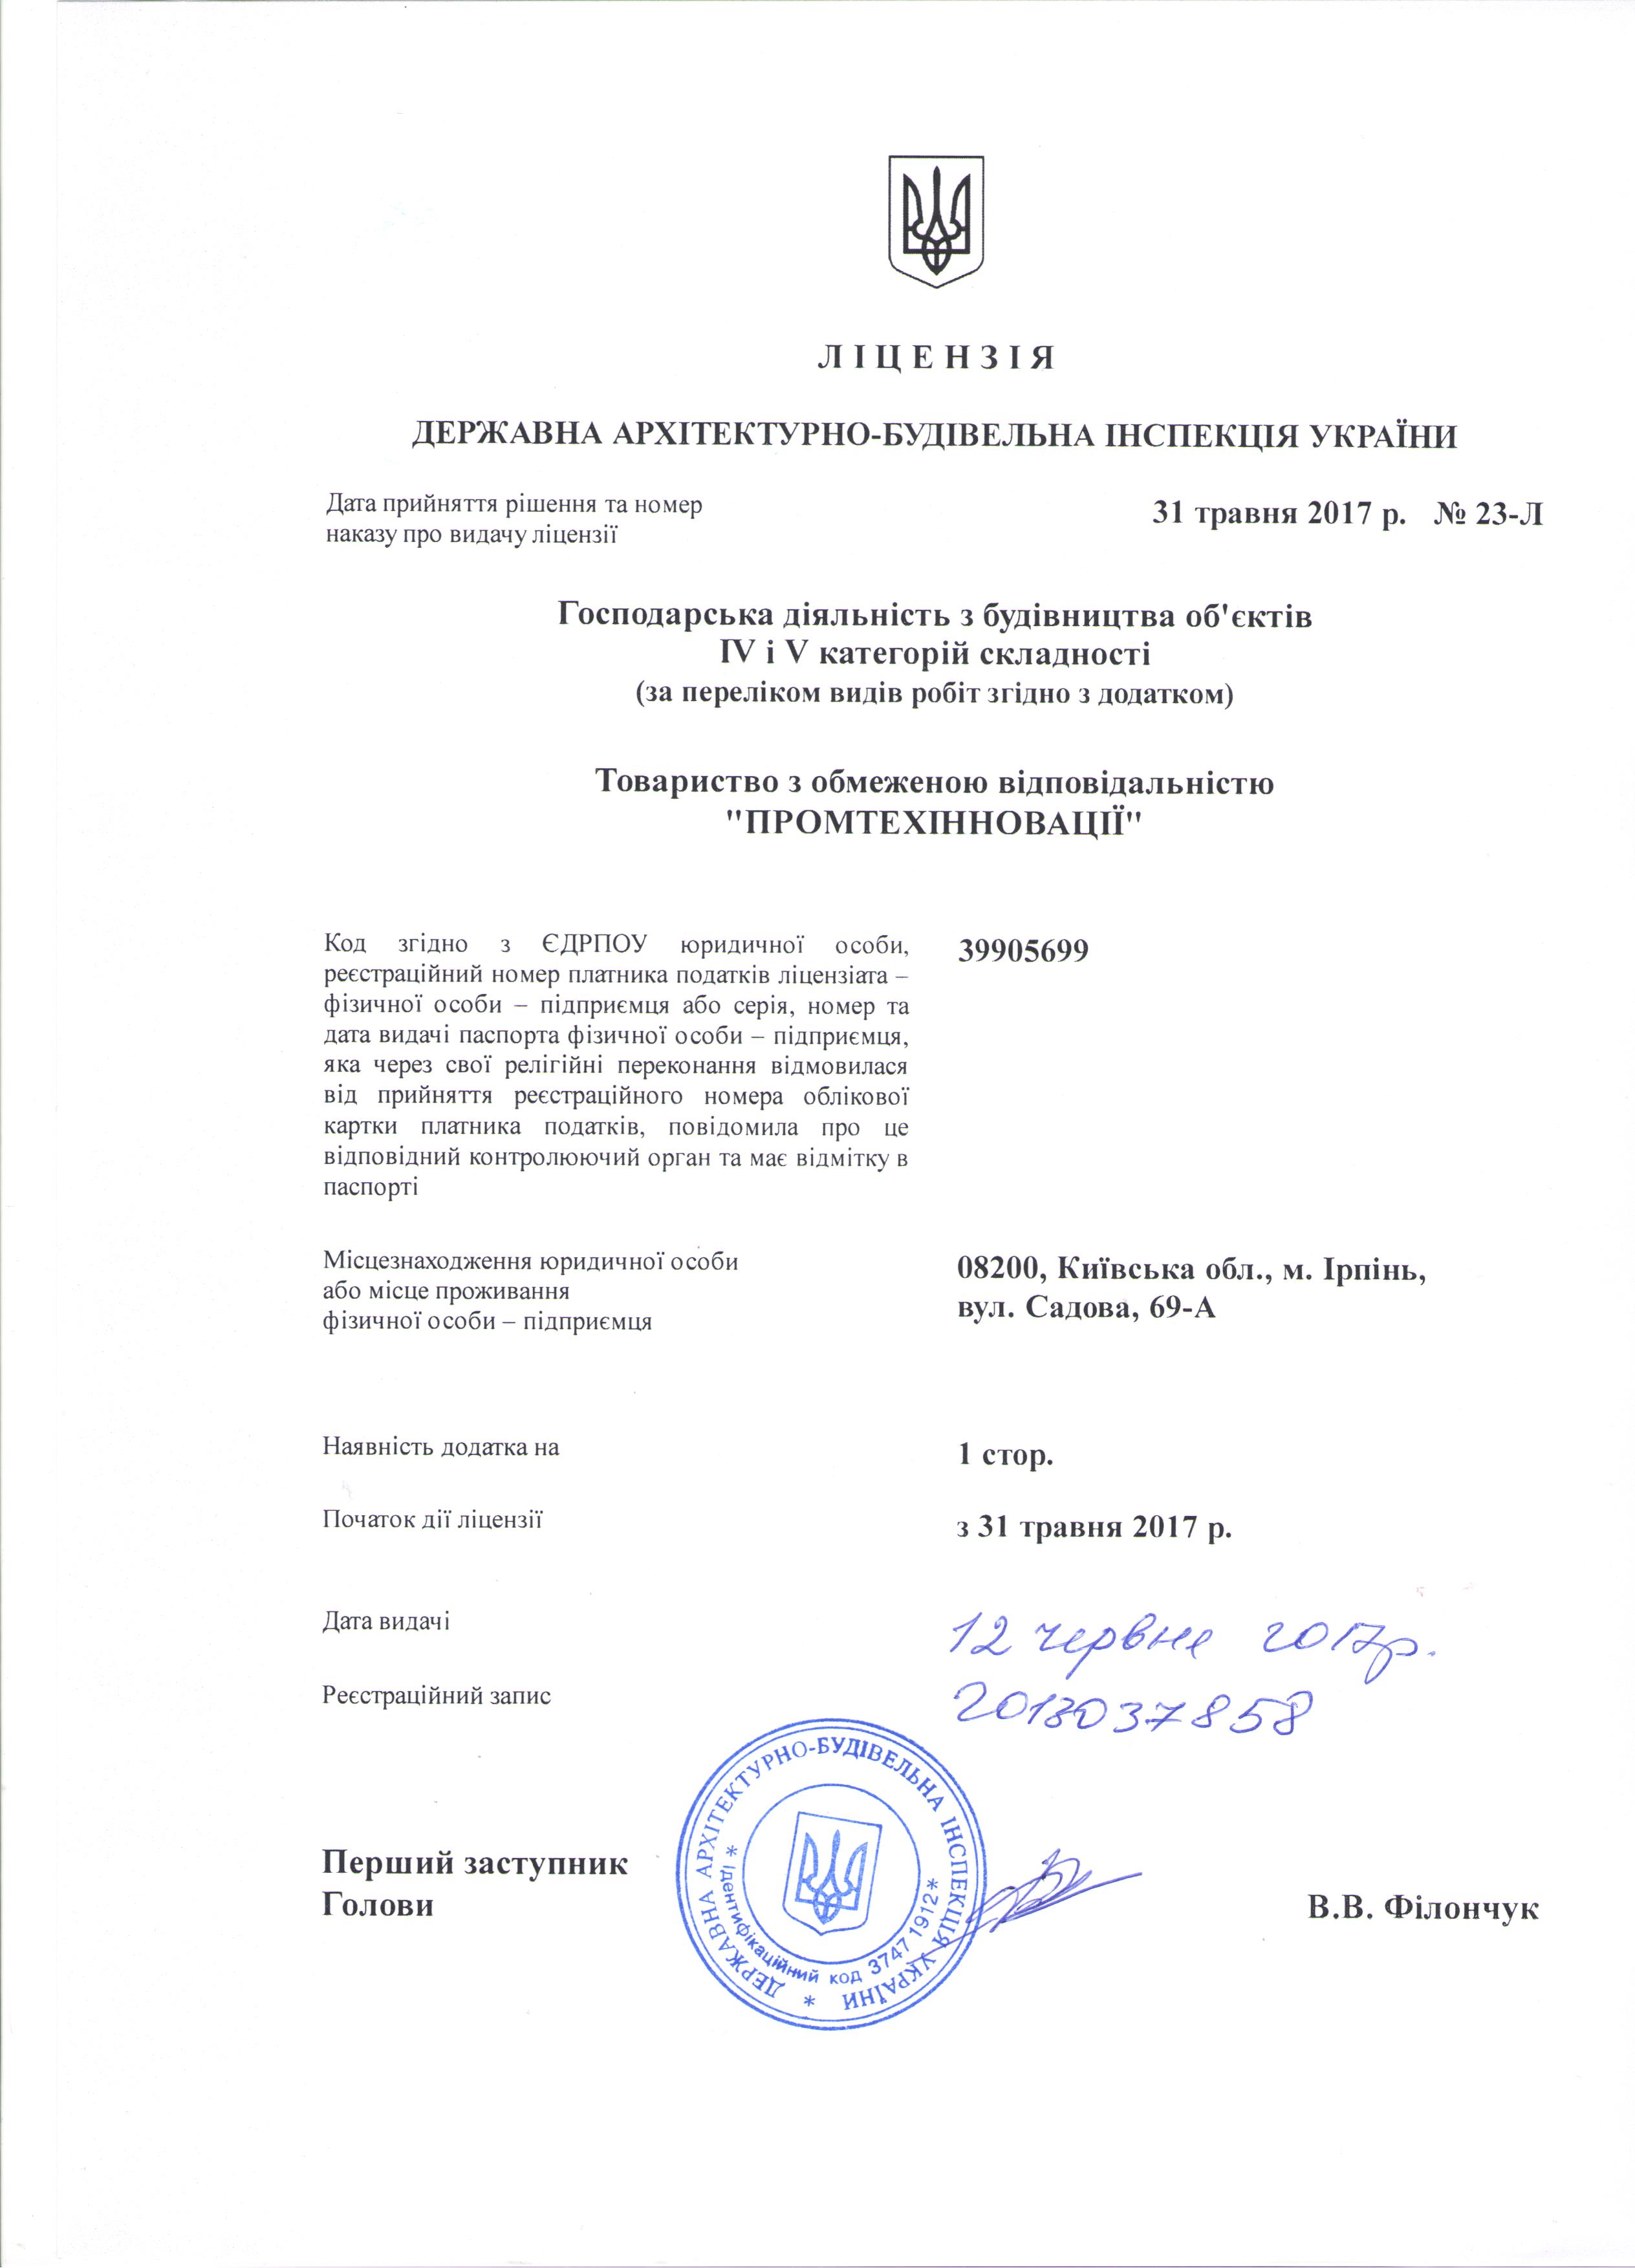 ЛІЦЕНЗІЯ
ДЕРЖАВНА АРХІТЕКТУРНО-БУДІВЕЛЬНА ІНСПЕКЦІЯ УКРАЇНИ
Дата прийняття рішення та номер
наказу про видачу ліцензії
31 травня 2017 р. № 23-Л
Господарська діяльність з будівництва об'єктів
IV і V категорій складності
(за переліком видів робіт згідно з додатком)
Товариство з обмеженою відповідальністю
"ПРОМТЕХІННОВАЦІЇ"
Код згідно з ЄДРПОУ юридичної особи,
реєстраційний номер платника податків ліцензіата –
фізичної особи – підприємця або серія, номер та
дата видачі паспорта фізичної особи – підприємця,
яка через свої релігійні переконання відмовилася
від прийняття реєстраційного номера облікової
картки платника податків, повідомила про це
відповідний контролюючий орган та має відмітку в
паспорті
39905699
Місцезнаходження юридичної особи
або місце проживання
фізичної особи – підприємця
08200, Київська обл., м. Ірпінь,
вул. Садова, 69-А
Наявність додатка на
1 стор.
Початок дії ліцензії
з 31 травня 2017 р.
Дата видачі
12 червня 2017р.
Реєстраційний запис
Перший заступник
Голови
В.В. Філончук
ДЕРЖАВНА АРХІТЕКТУРНО-БУДІВЕЛЬНА ІНСПЕКЦІЯ УКРАЇНИ *
* Ідентифікаційний код 37471912 *